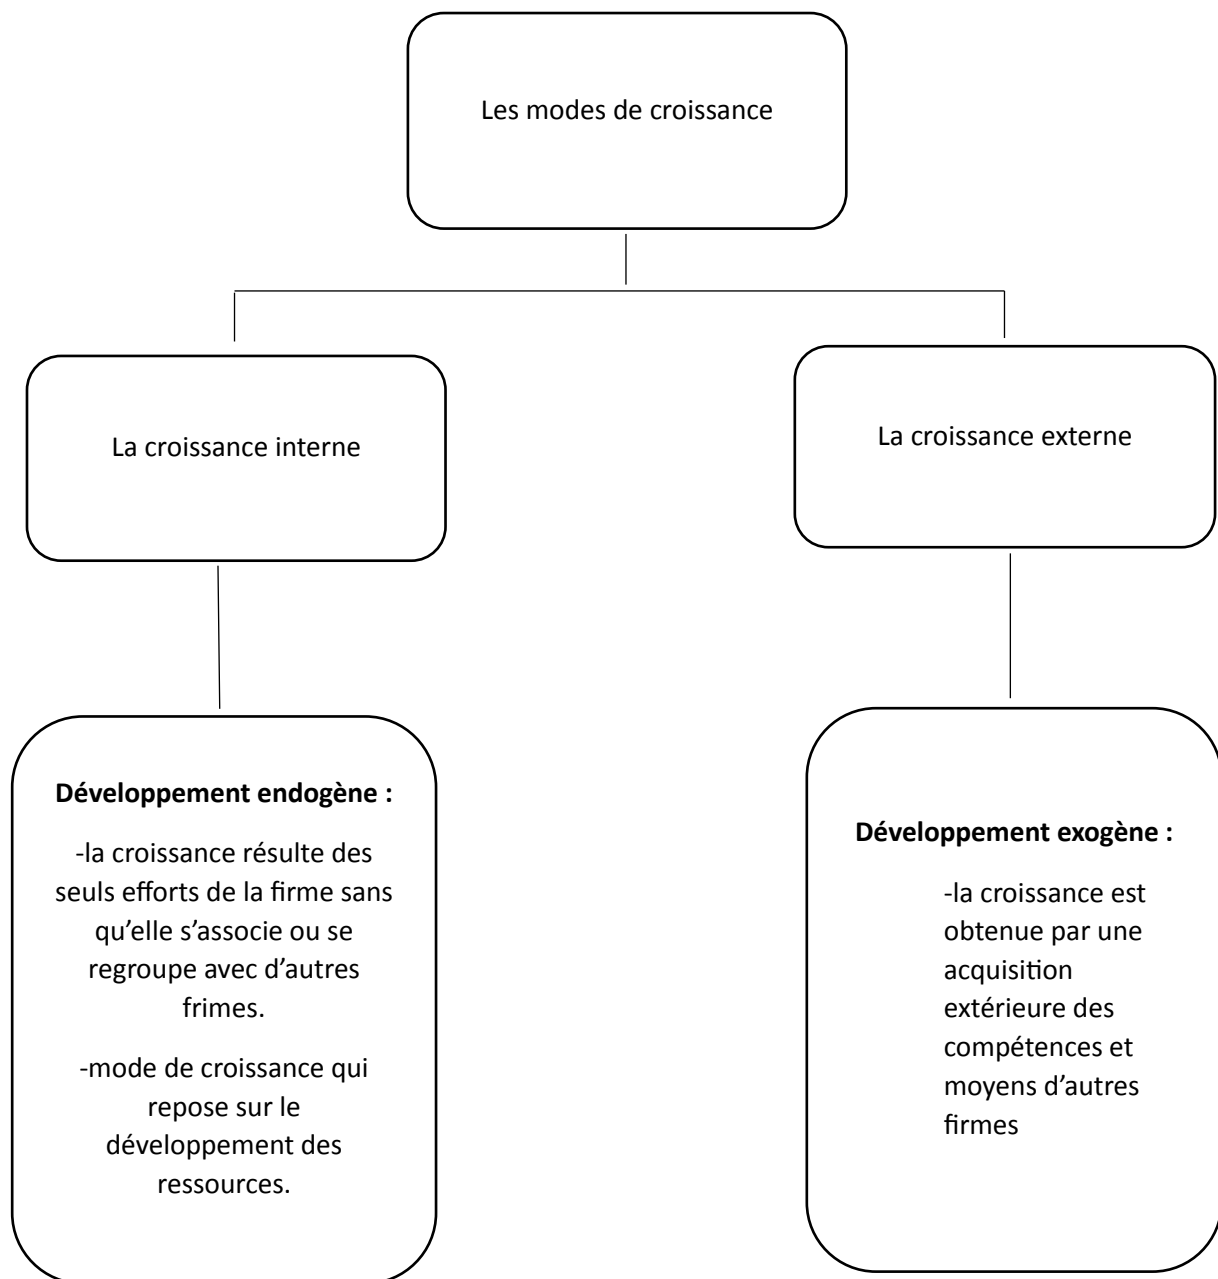 Les modes de croissance
La croissance interne
La croissance externe
Développement endogène :
-la croissance résulte des
seuls efforts de la firme sans
qu’elle s’associe ou se
regroupe avec d’autres
frimes.
-mode de croissance qui
repose sur le
développement des
ressources.
Développement exogène :
-la croissance est
obtenue par une
acquisition
extérieure des
compétences et
moyens d’autres
firmes